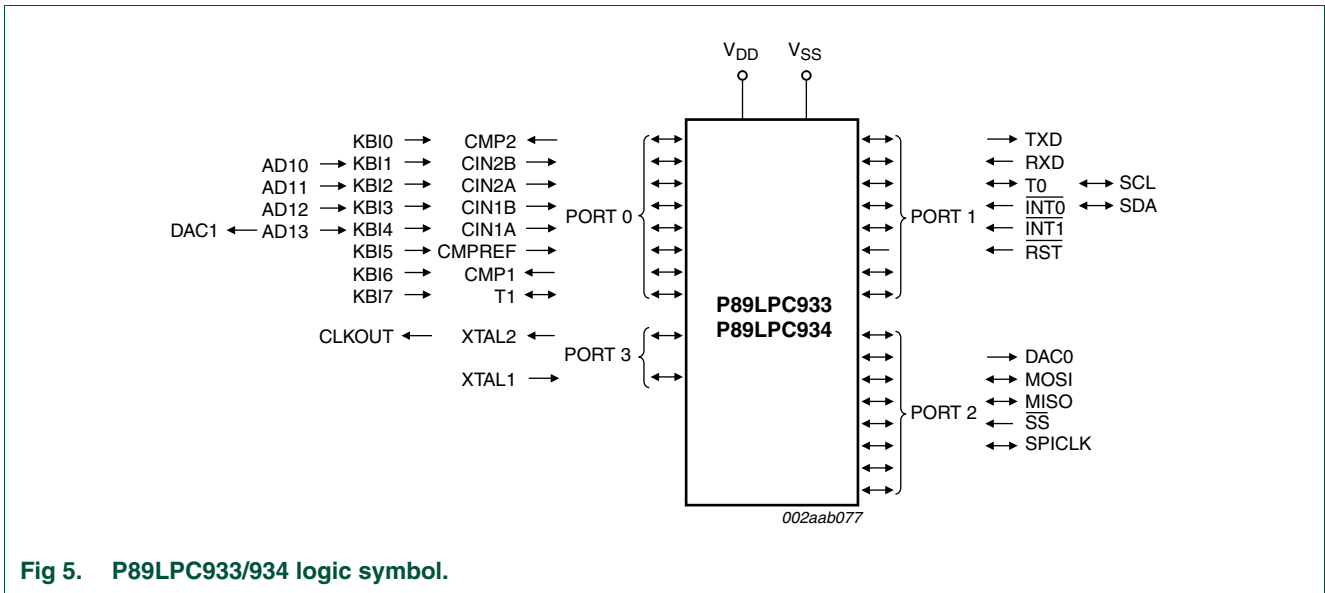 VDD VSS
KBI0 CMP2 TXD
AD10 KBI1 CIN2B RXD
AD11 KBI2 CIN2A T0 SCL
AD12 KBI3 CIN1B PORT 0 PORT 1 INT0 SDA
DAC1 AD13 KBI4 CIN1A INT1
KBI5 CMPREF RST
KBI6 CMP1
KBI7 T1
P89LPC933
P89LPC934
CLKOUT XTAL2
PORT 3 DAC0
XTAL1 MOSI
MISO
PORT 2 SS
SPICLK
002aab077
Fig 5. P89LPC933/934 logic symbol.